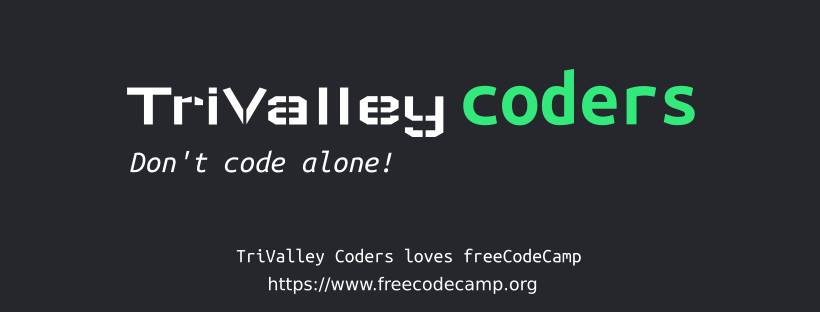 TriValley coders
Don't code alone!
TriValley Coders loves freeCodeCamp
https://www.freecodecamp.org